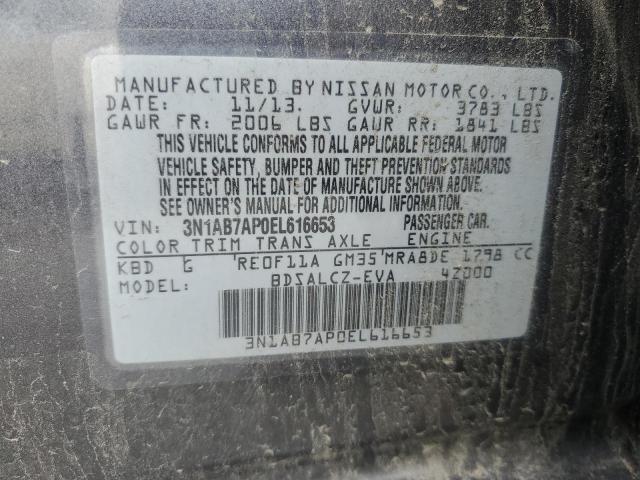 MANUFACTURED BY NISSAN MOTOR CO., LTD.
DATE: 11/13. GVWR: 3783 LBS
GAWR FR: 2006 LBS GAWR RR: 1841 LBS
THIS VEHICLE CONFORMS TO ALL APPLICABLE FEDERAL MOTOR
VEHICLE SAFETY, BUMPER AND THEFT PREVENTION STANDARDS
IN EFFECT ON THE DATE OF MANUFACTURE SHOWN ABOVE.
SEE OWNER'S MANUAL FOR ADDITIONAL INFORMATION.
VIN: 3N1AB7AP0EL616653 PASSENGER CAR.
COLOR TRIM TRANS AXLE ENGINE
KBD G RE0F11A GM35 MRA8DE 1798 CC
MODEL: BDSALCZ-EVA 4Z000
3N1AB7AP0EL616653